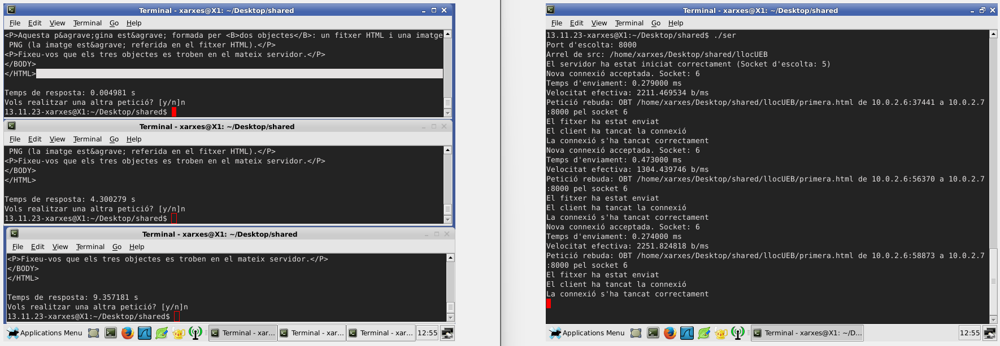 Terminal - xarxes@X1: ~/Desktop/shared
File Edit View Terminal Go Help
<P>Aquesta p&agrave;gina est&agrave; formada per <B>dos objectes</B>: un fitxer HTML i una imatge
PNG (la imatge est&agrave; referida en el fitxer HTML).</P>
<P>Fixeu-vos que els tres objectes es troben en el mateix servidor.</P>
</BODY>
</HTML>
Temps de resposta: 0.004981 s
Vols realitzar una altra petició? [y/n]n
13.11.23-xarxes@X1:~/Desktop/shared$
Terminal - xarxes@X1: ~/Desktop/shared
File Edit View Terminal Go Help
PNG (la imatge est&agrave; referida en el fitxer HTML).</P>
<P>Fixeu-vos que els tres objectes es troben en el mateix servidor.</P>
</BODY>
</HTML>
Temps de resposta: 4.300279 s
Vols realitzar una altra petició? [y/n]n
13.11.23-xarxes@X1:~/Desktop/shared$
Terminal - xarxes@X1: ~/Desktop/shared
File Edit View Terminal Go Help
<P>Fixeu-vos que els tres objectes es troben en el mateix servidor.</P>
</BODY>
</HTML>
Temps de resposta: 9.357181 s
Vols realitzar una altra petició? [y/n]n
13.11.23-xarxes@X1:~/Desktop/shared$
Applications Menu Terminal - xar... Terminal - xar... Terminal - xar... 12:55
Terminal - xarxes@X1: ~/Desktop/shared
File Edit View Terminal Go Help
13.11.23-xarxes@X1:~/Desktop/shared$ ./ser
Port d'escolta: 8000
Arrel de src: /home/xarxes/Desktop/shared/llocUEB
El servidor ha estat iniciat correctament (Socket d'escolta: 5)
Nova connexió acceptada. Socket: 6
Temps d'enviament: 0.279000 ms
Velocitat efectiva: 2211.469534 b/ms
Petició rebuda: OBT /home/xarxes/Desktop/shared/llocUEB/primera.html de 10.0.2.6:37441 a 10.0.2.7
:8000 pel socket 6
El fitxer ha estat enviat
El client ha tancat la connexió
La connexió s'ha tancat correctament
Nova connexió acceptada. Socket: 6
Temps d'enviament: 0.473000 ms
Velocitat efectiva: 1304.439746 b/ms
Petició rebuda: OBT /home/xarxes/Desktop/shared/llocUEB/primera.html de 10.0.2.6:56370 a 10.0.2.7
:8000 pel socket 6
El fitxer ha estat enviat
El client ha tancat la connexió
La connexió s'ha tancat correctament
Nova connexió acceptada. Socket: 6
Temps d'enviament: 0.274000 ms
Velocitat efectiva: 2251.824818 b/ms
Petició rebuda: OBT /home/xarxes/Desktop/shared/llocUEB/primera.html de 10.0.2.6:58873 a 10.0.2.7
:8000 pel socket 6
El fitxer ha estat enviat
El client ha tancat la connexió
La connexió s'ha tancat correctament
Applications Menu Terminal - xarxes@X1: ~/D... 12:55